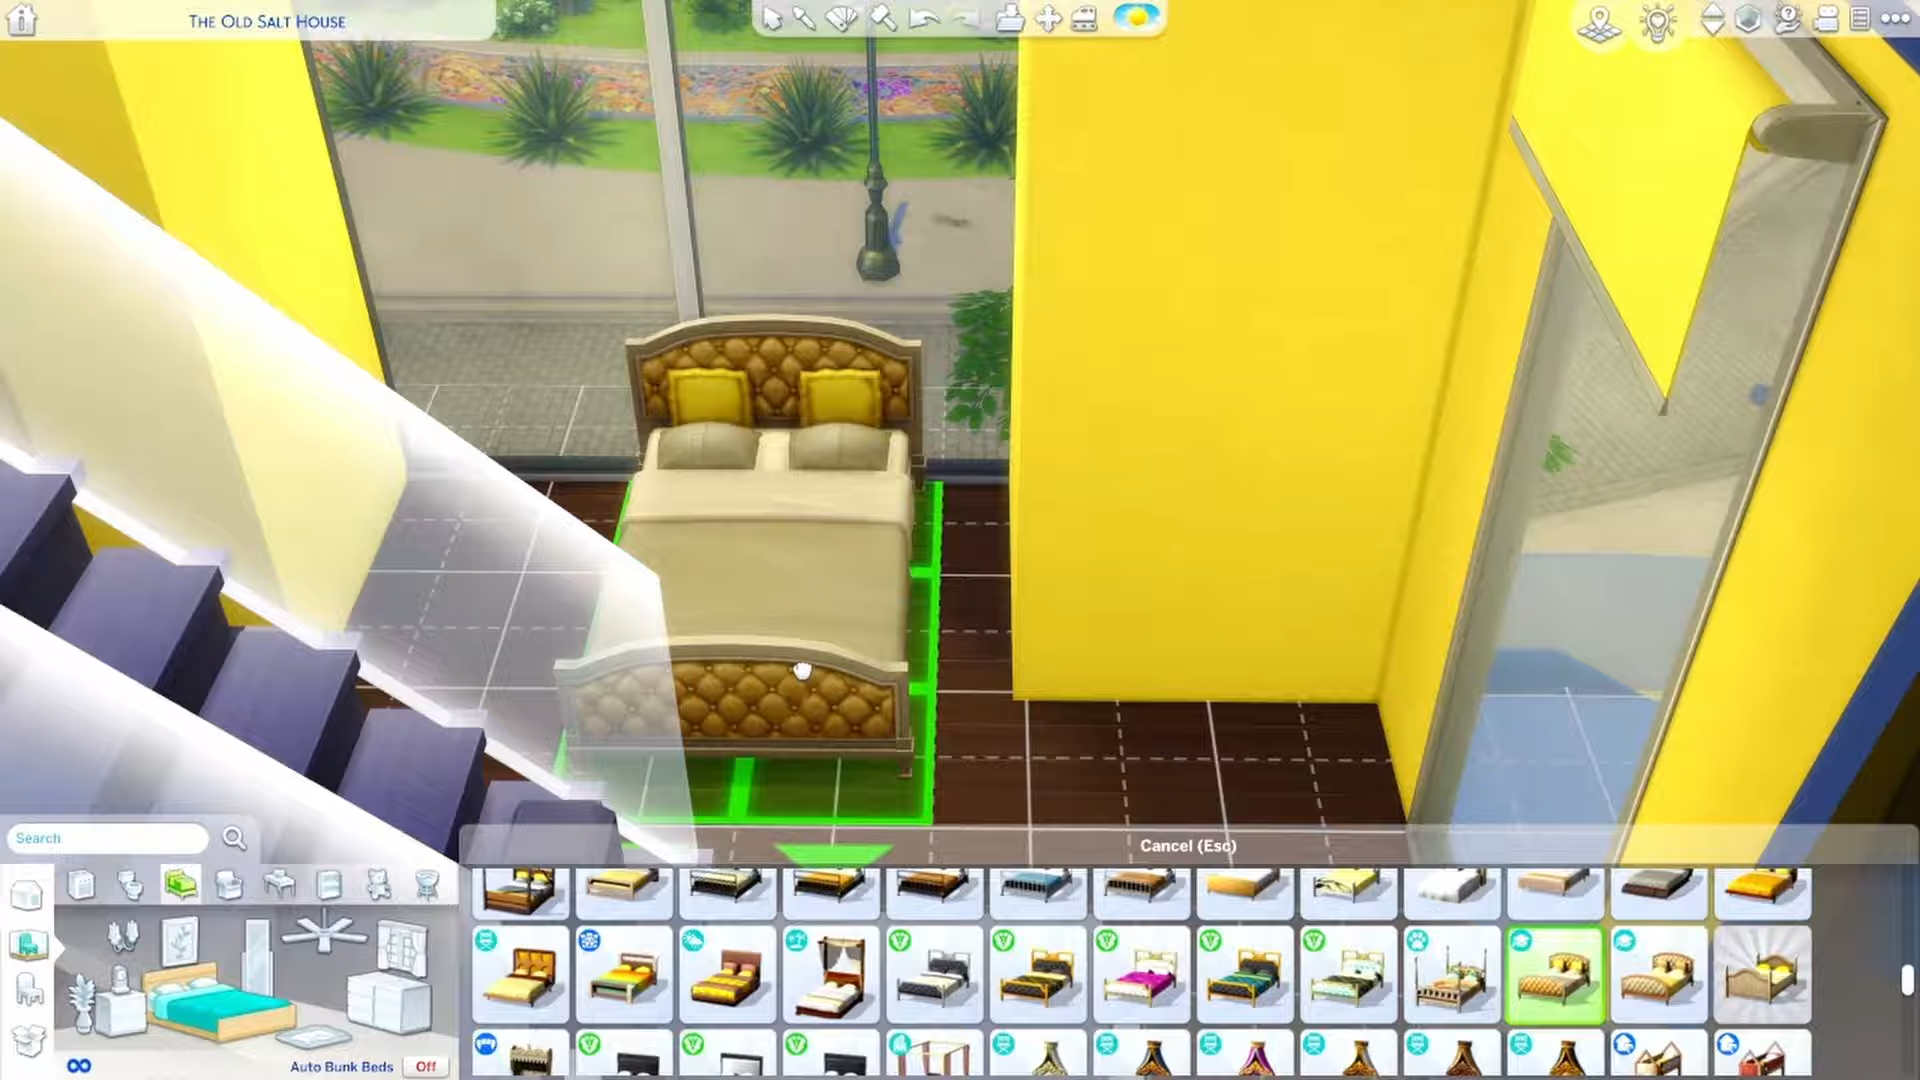 THE OLD SALT HOUSE
Search
Cancel (Esc)
Auto Bunk Beds
Off